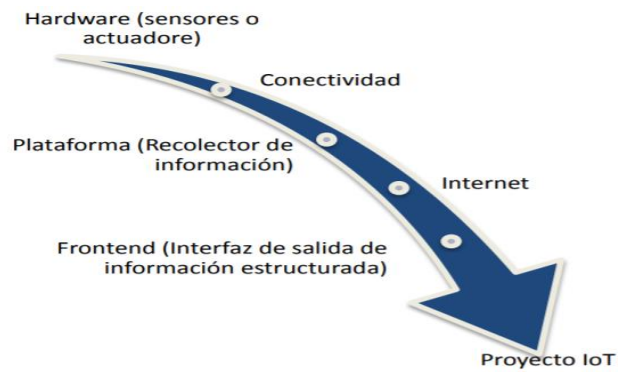 Hardware (sensores o
actuadore)
Conectividad
Plataforma (Recolector de
información)
Internet
Frontend (Interfaz de salida de
información estructurada)
Proyecto IoT